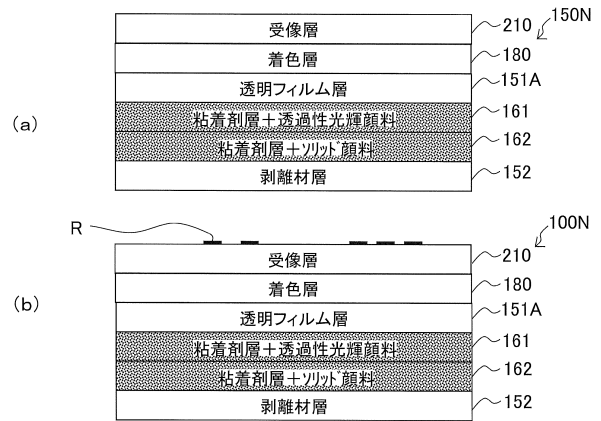 150N
受像層 210
着色層 180
透明フィルム層 151A
(a)
粘着剤層＋透過性光輝顔料 161
粘着剤層＋ソリッド顔料 162
剥離材層 152
R
100N
受像層 210
着色層 180
(b)
透明フィルム層 151A
粘着剤層＋透過性光輝顔料 161
粘着剤層＋ソリッド顔料 162
剥離材層 152